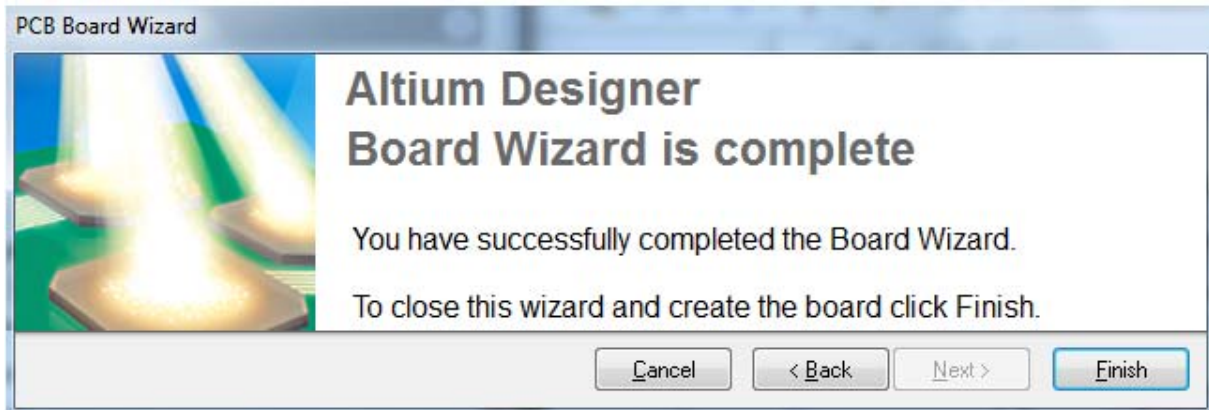 PCB Board Wizard
Altium Designer
Board Wizard is complete
You have successfully completed the Board Wizard.
To close this wizard and create the board click Finish.
Cancel < Back Next > Finish